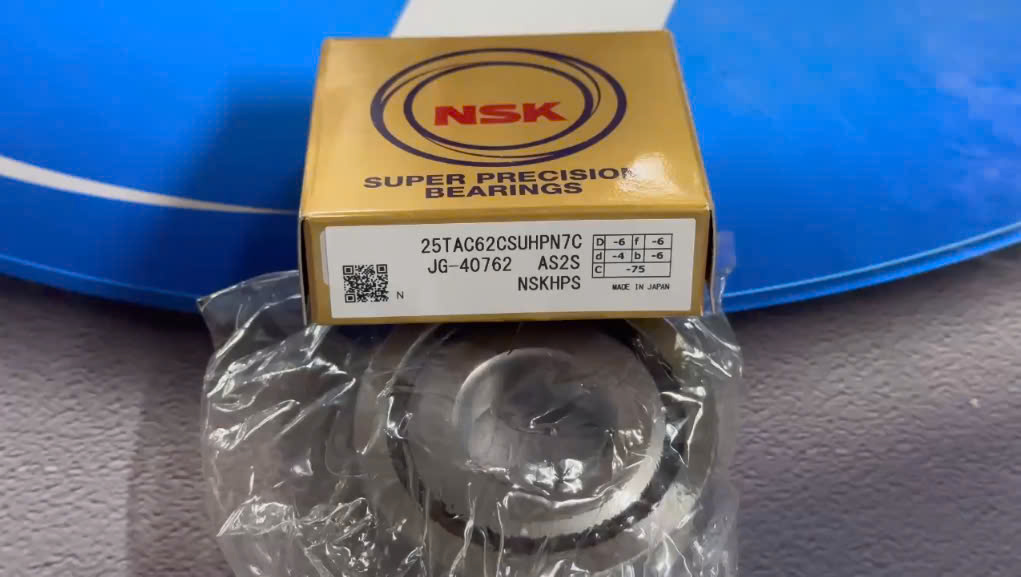 NSK
SUPER PRECISION
BEARINGS
25TAC62CSUHPN7C
JG-40762 AS2S
NSKHPS
D -6 f -6
d -4 b -6
C -75
N
MADE IN JAPAN